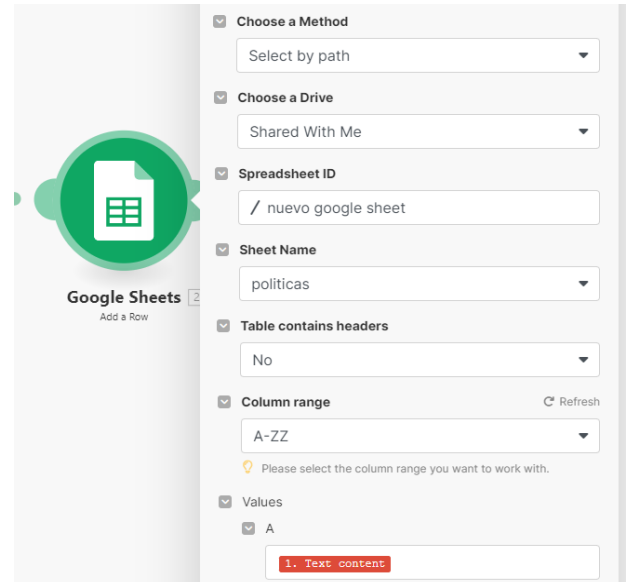 Choose a Method
Select by path
Choose a Drive
Shared With Me
Spreadsheet ID
/ nuevo google sheet
Sheet Name
politicas
Table contains headers
No
Column range
Refresh
A-ZZ
Please select the column range you want to work with.
Values
A
1. Text content
Google Sheets 2
Add a Row